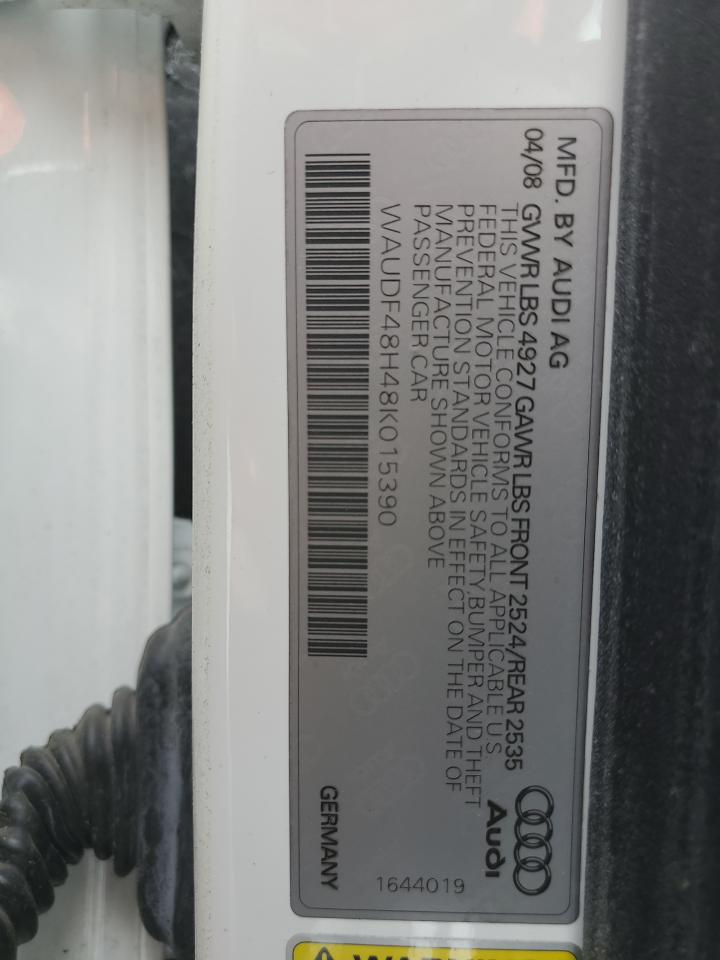 MFD. BY AUDI AG
04/08 GVWR LBS 4927 GAWR LBS FRONT 2524/REAR 2535
THIS VEHICLE CONFORMS TO ALL APPLICABLE U.S.
FEDERAL MOTOR VEHICLE SAFETY, BUMPER AND THEFT
PREVENTION STANDARDS IN EFFECT ON THE DATE OF
MANUFACTURE SHOWN ABOVE
PASSENGER CAR
WAUDF48H48K015390
Audi
1644019
GERMANY